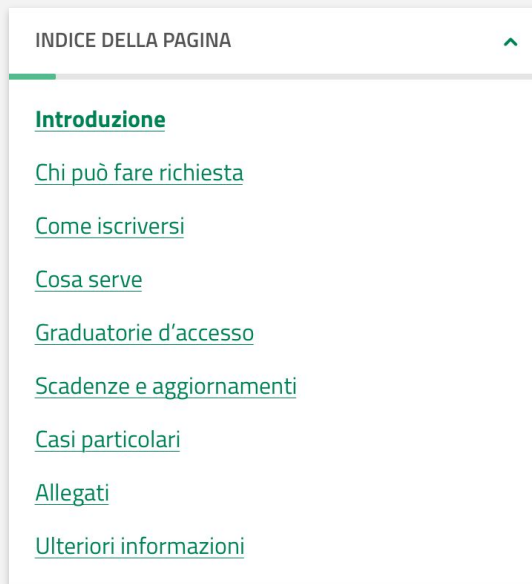 INDICE DELLA PAGINA
Introduzione
Chi può fare richiesta
Come iscriversi
Cosa serve
Graduatorie d’accesso
Scadenze e aggiornamenti
Casi particolari
Allegati
Ulteriori informazioni